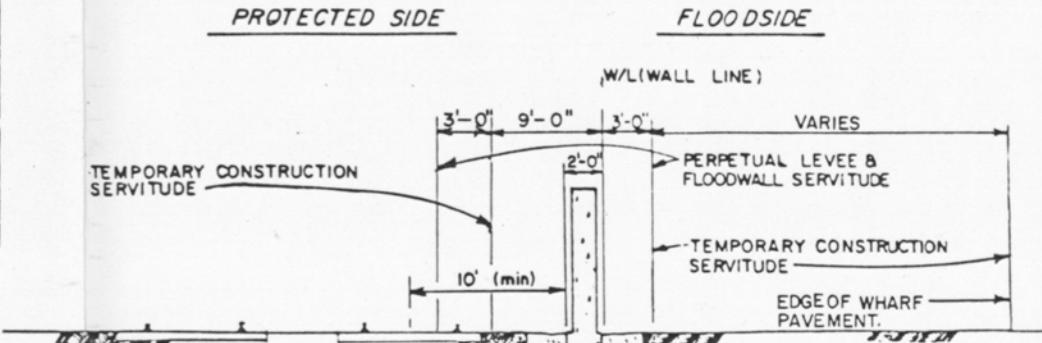 PROTECTED SIDE
FLOODSIDE
W/L(WALL LINE)
3'-0"
9'-0"
3'-0"
VARIES
2'-0"
TEMPORARY CONSTRUCTION
SERVITUDE
PERPETUAL LEVEE &
FLOODWALL SERVITUDE
TEMPORARY CONSTRUCTION
SERVITUDE
10' (min)
EDGE OF WHARF
PAVEMENT.